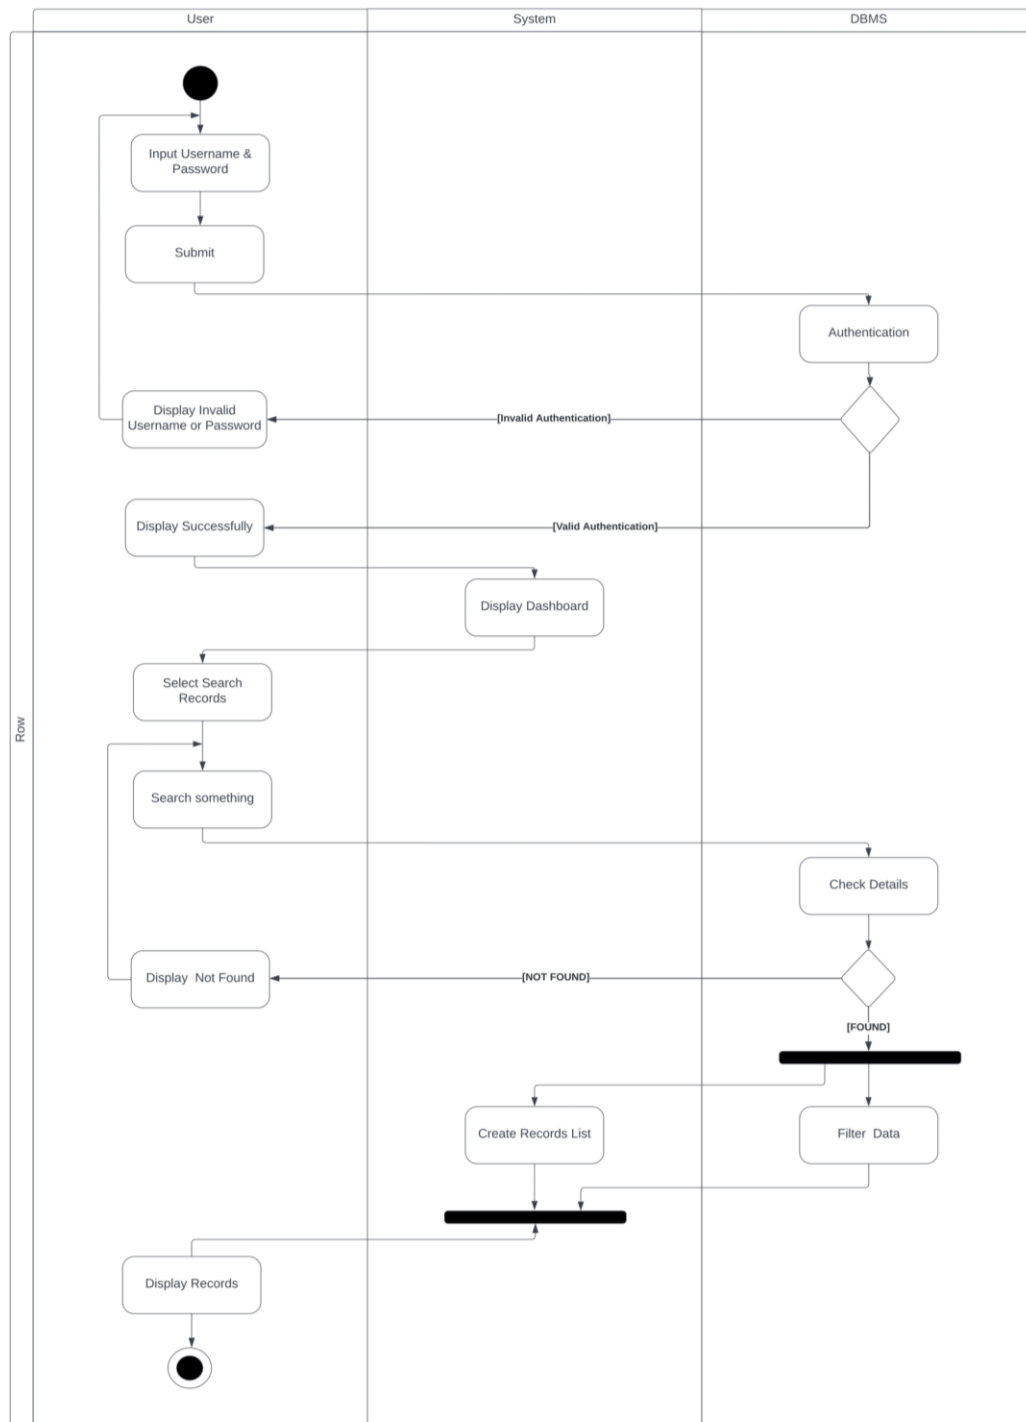 User
System
DBMS
Input Username &
Password
Submit
Authentication
Display Invalid
Username or Password
[Invalid Authentication]
Display Successfully
[Valid Authentication]
Display Dashboard
Select Search
Records
Row
Search something
Check Details
Display  Not Found
[NOT FOUND]
[FOUND]
Create Records List
Filter  Data
Display Records